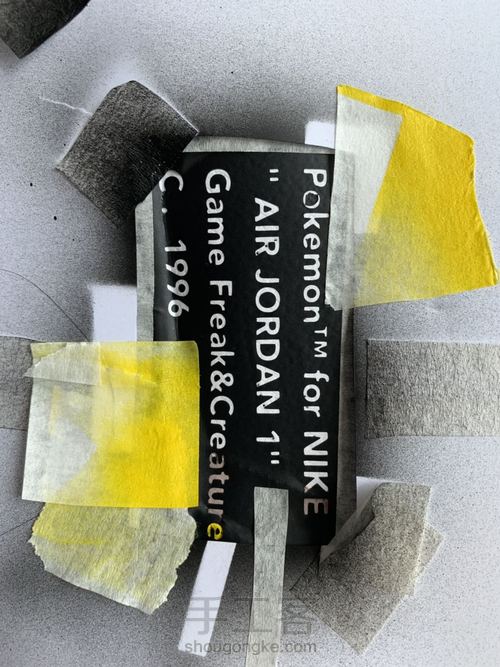 Pokemon™ for NIKE
" AIR JORDAN 1"
Game Freak&Creature
C. 1996
手工客
shougongke.com